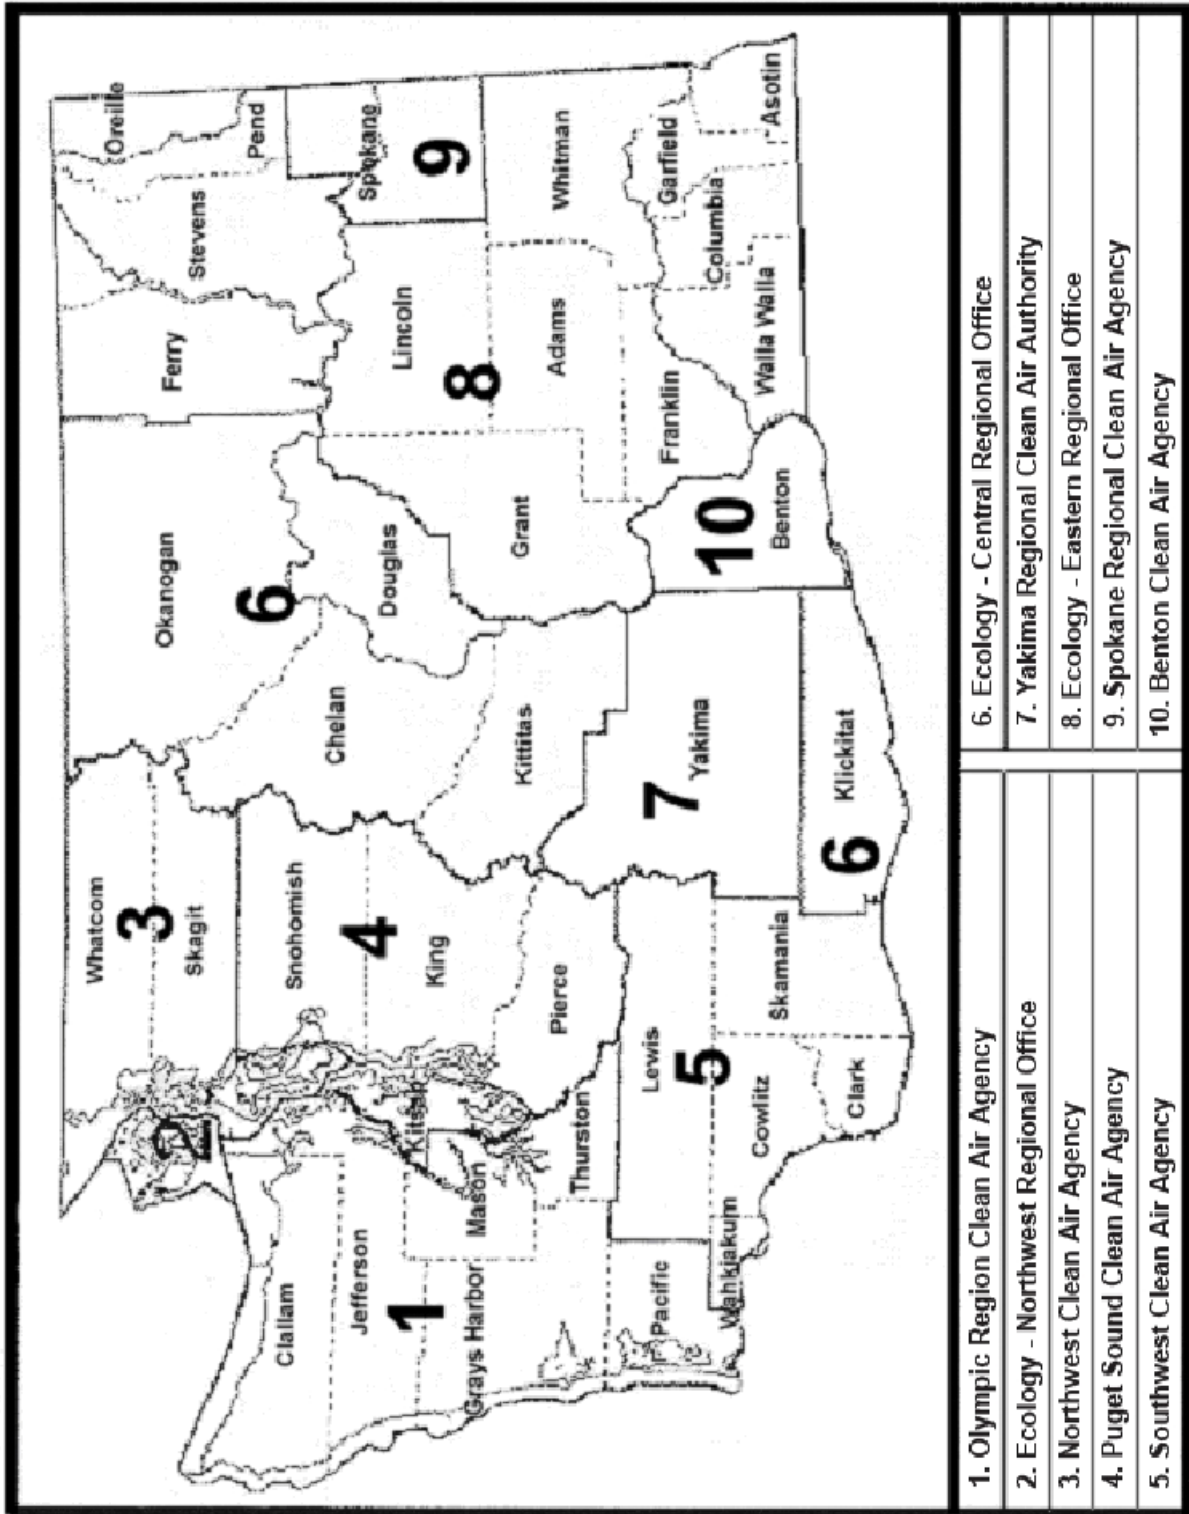 Whatcom
Okanogan
Ferry
Stevens
Pend
Oreille
3
Skagit
2
6
Clallam
Snohomish
Chelan
Douglas
Lincoln
Spokane
Jefferson
4
King
Kitsap
1
Grays Harbor
Mason
Kittitas
Grant
8
9
Adams
Whitman
Thurston
Pierce
Pacific
Lewis
7
Yakima
10
Benton
Franklin
Garfield
Columbia
Walla Walla
Asotin
5
Wahkiakum
Cowlitz
Skamania
Clark
6
Klickitat
1. Olympic Region Clean Air Agency
2. Ecology - Northwest Regional Office
3. Northwest Clean Air Agency
4. Puget Sound Clean Air Agency
5. Southwest Clean Air Agency
6. Ecology - Central Regional Office
7. Yakima Regional Clean Air Authority
8. Ecology - Eastern Regional Office
9. Spokane Regional Clean Air Agency
10. Benton Clean Air Agency